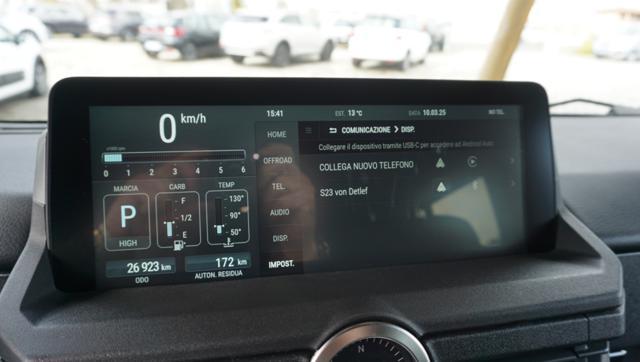 0 km/h
x1000 rpm
0 1 2 3 4 5 6
MARCIA CARB TEMP
P
HIGH
F
1/2
E
130°
90°
50°
26 923 km
ODO
172 km
AUTON. RESIDUA
15:41 EST. 13 °C DATA 10.03.25 NO TEL.
HOME
OFFROAD
TEL.
AUDIO
DISP.
IMPOST.
COMUNICAZIONE > DISP.
Collegare il dispositivo tramite USB-C per accedere ad Android Auto
COLLEGA NUOVO TELEFONO
S23 von Detlef
N